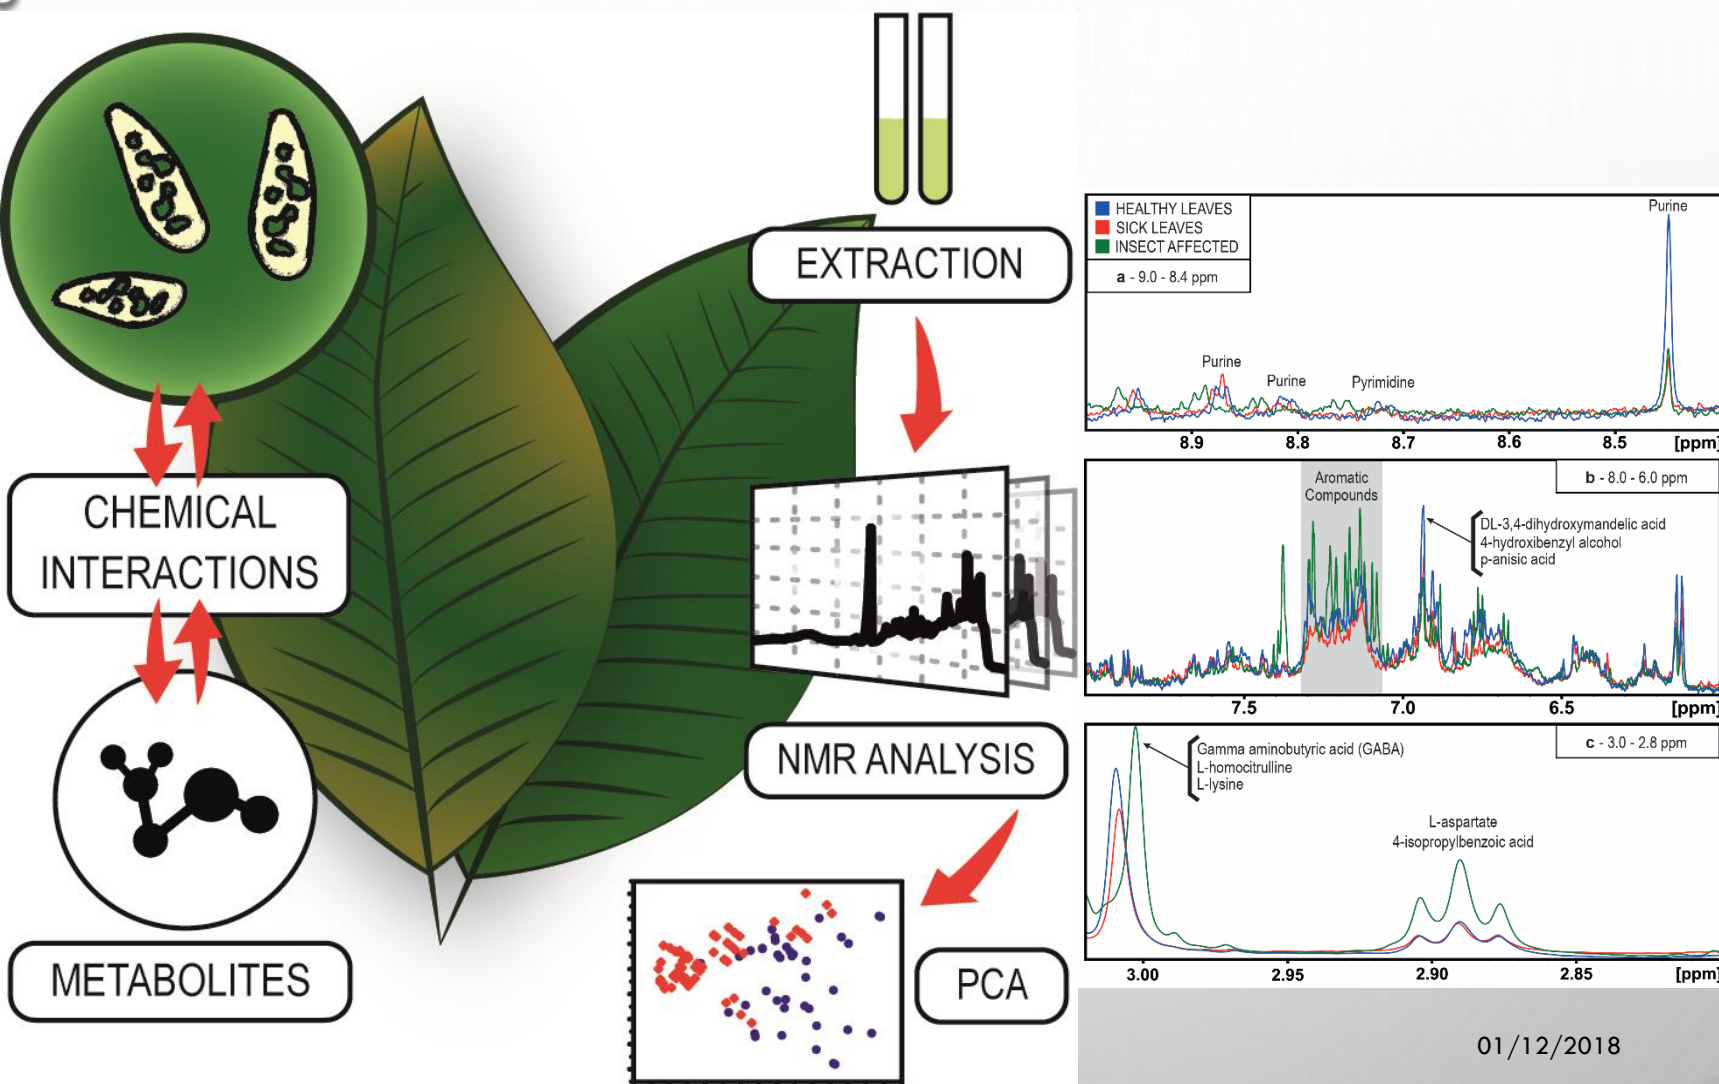 CHEMICAL
INTERACTIONS
METABOLITES
EXTRACTION
NMR ANALYSIS
PCA
HEALTHY LEAVES
SICK LEAVES
INSECT AFFECTED
a - 9.0 - 8.4 ppm
Purine
Purine
Purine
Pyrimidine
8.9 8.8 8.7 8.6 8.5 [ppm]
Aromatic
Compounds
b - 8.0 - 6.0 ppm
DL-3,4-dihydroxymandelic acid
4-hydroxibenzyl alcohol
p-anisic acid
7.5 7.0 6.5 [ppm]
c - 3.0 - 2.8 ppm
Gamma aminobutyric acid (GABA)
L-homocitrulline
L-lysine
L-aspartate
4-isopropylbenzoic acid
3.00 2.95 2.90 2.85 [ppm]
01/12/2018